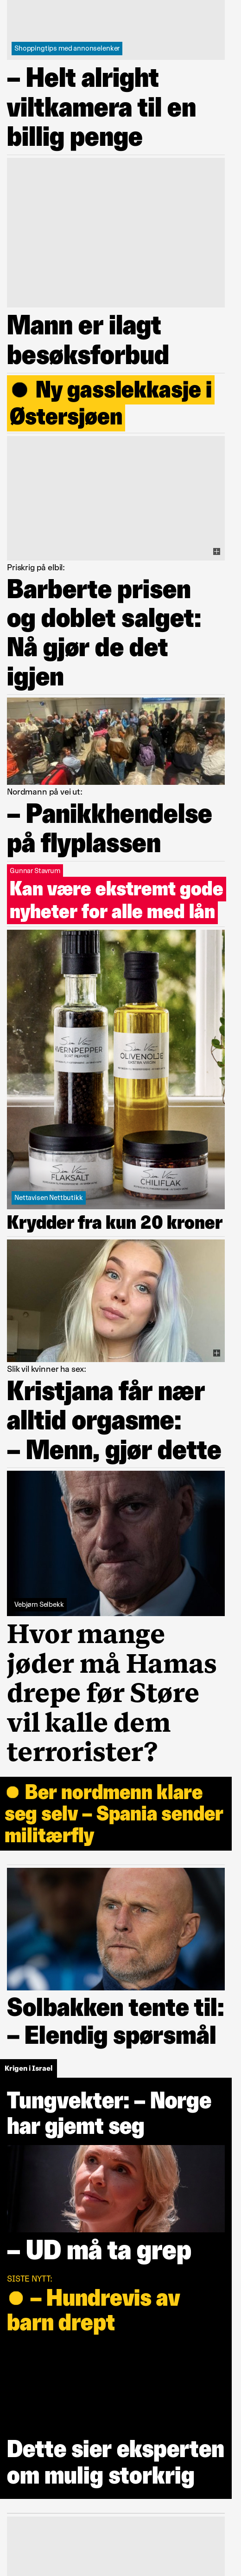 Shoppingtips med annonselenker
– Helt alright
viltkamera til en
billig penge
Mann er ilagt
besøksforbud
● Ny gasslekkasje i
Østersjøen
Priskrig på elbil:
Barberte prisen
og doblet salget:
Nå gjør de det
igjen
Nordmann på vei ut:
– Panikkhendelse
på flyplassen
Gunnar Stavrum
Kan være ekstremt gode
nyheter for alle med lån
OLIVENOLJE
FLAKSALT
CHILIFLAK
Nettavisen Nettbutikk
Krydder fra kun 20 kroner
Slik vil kvinner ha sex:
Kristjana får nær
alltid orgasme:
– Menn, gjør dette
Vebjørn Selbekk
Hvor mange
jøder må Hamas
drepe før Støre
vil kalle dem
terrorister?
● Ber nordmenn klare
seg selv – Spania sender
militærfly
Solbakken tente til:
– Elendig spørsmål
Krigen i Israel
Tungvekter: – Norge
har gjemt seg
– UD må ta grep
SISTE NYTT:
● – Hundrevis av
barn drept
Dette sier eksperten
om mulig storkrig